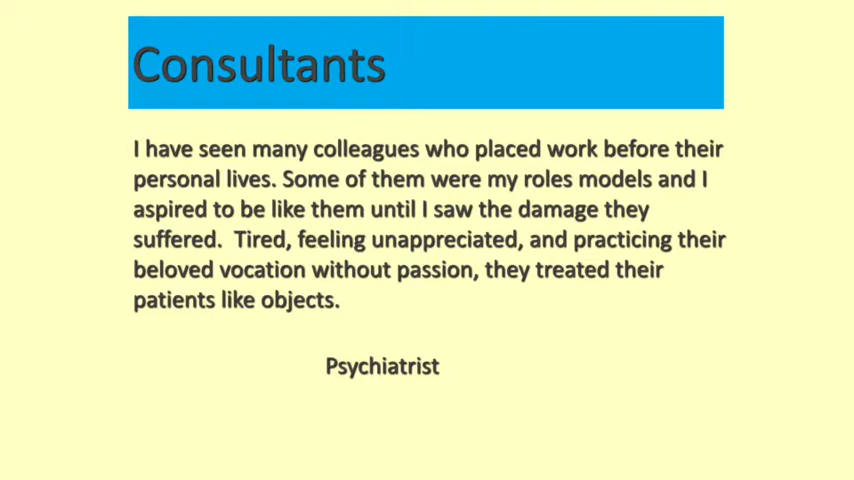 Consultants
I have seen many colleagues who placed work before their
personal lives. Some of them were my roles models and I
aspired to be like them until I saw the damage they
suffered.  Tired, feeling unappreciated, and practicing their
beloved vocation without passion, they treated their
patients like objects.
Psychiatrist